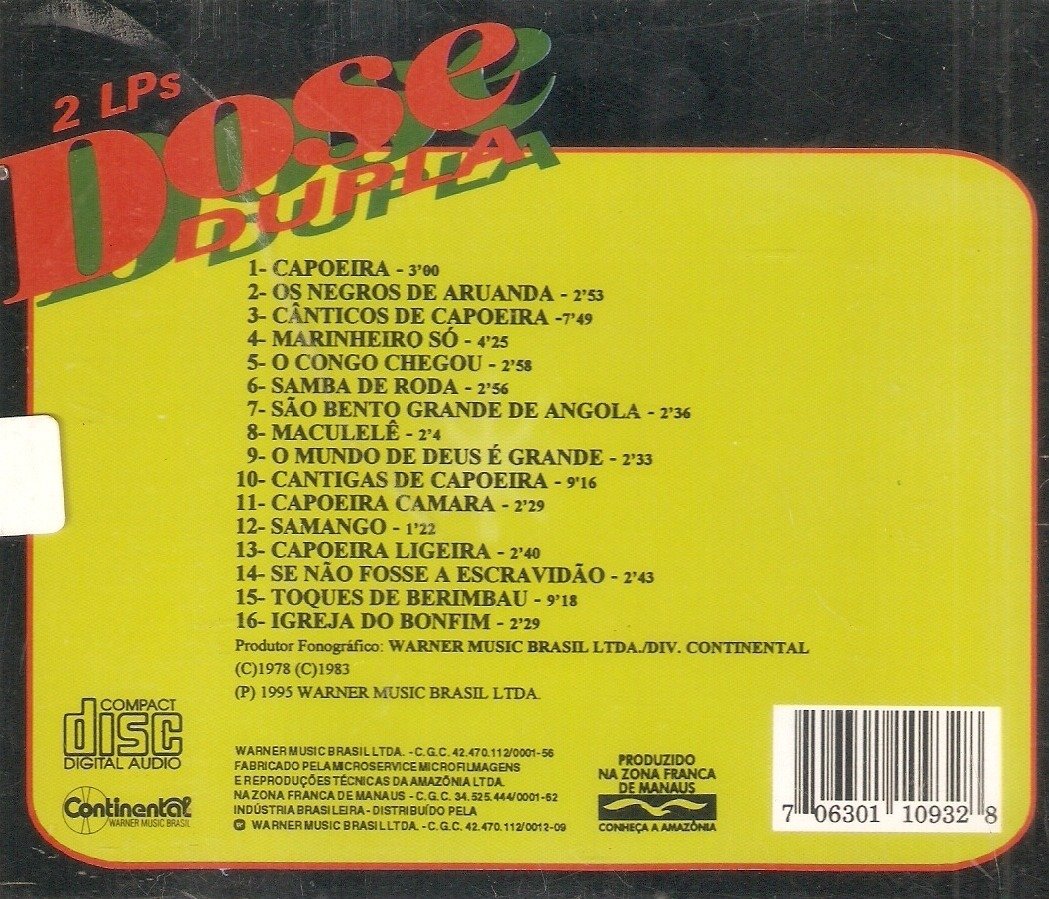 2 LPs
Dose
DUPLA
1- CAPOEIRA - 3'00
2- OS NEGROS DE ARUANDA - 2'53
3- CÂNTICOS DE CAPOEIRA -7'49
4- MARINHEIRO SÓ - 4'25
5- O CONGO CHEGOU - 2'58
6- SAMBA DE RODA - 2'56
7- SÃO BENTO GRANDE DE ANGOLA - 2'36
8- MACULELÊ - 2'4
9- O MUNDO DE DEUS É GRANDE - 2'33
10- CANTIGAS DE CAPOEIRA - 9'16
11- CAPOEIRA CAMARA - 2'29
12- SAMANGO - 1'22
13- CAPOEIRA LIGEIRA - 2'40
14- SE NÃO FOSSE A ESCRAVIDÃO - 2'43
15- TOQUES DE BERIMBAU - 9'18
16- IGREJA DO BONFIM - 2'29
Produtor Fonográfico: WARNER MUSIC BRASIL LTDA./DIV. CONTINENTAL
(C)1978 (C)1983
(P) 1995 WARNER MUSIC BRASIL LTDA.
COMPACT
disc
DIGITAL AUDIO
Continental
WARNER MUSIC BRASIL
WARNER MUSIC BRASIL LTDA. - C.G.C. 42.470.112/0001-56
FABRICADO PELA MICROSERVICE MICROFILMAGENS
E REPRODUÇÕES TÉCNICAS DA AMAZÔNIA LTDA.
NA ZONA FRANCA DE MANAUS - C.G.C. 34.525.444/0001-52
INDÚSTRIA BRASILEIRA - DISTRIBUÍDO PELA
WARNER MUSIC BRASIL LTDA. - C.G.C. 42.470.112/0012-09
PRODUZIDO
NA ZONA FRANCA
DE MANAUS
CONHEÇA A AMAZÔNIA
7 06301 10932 8